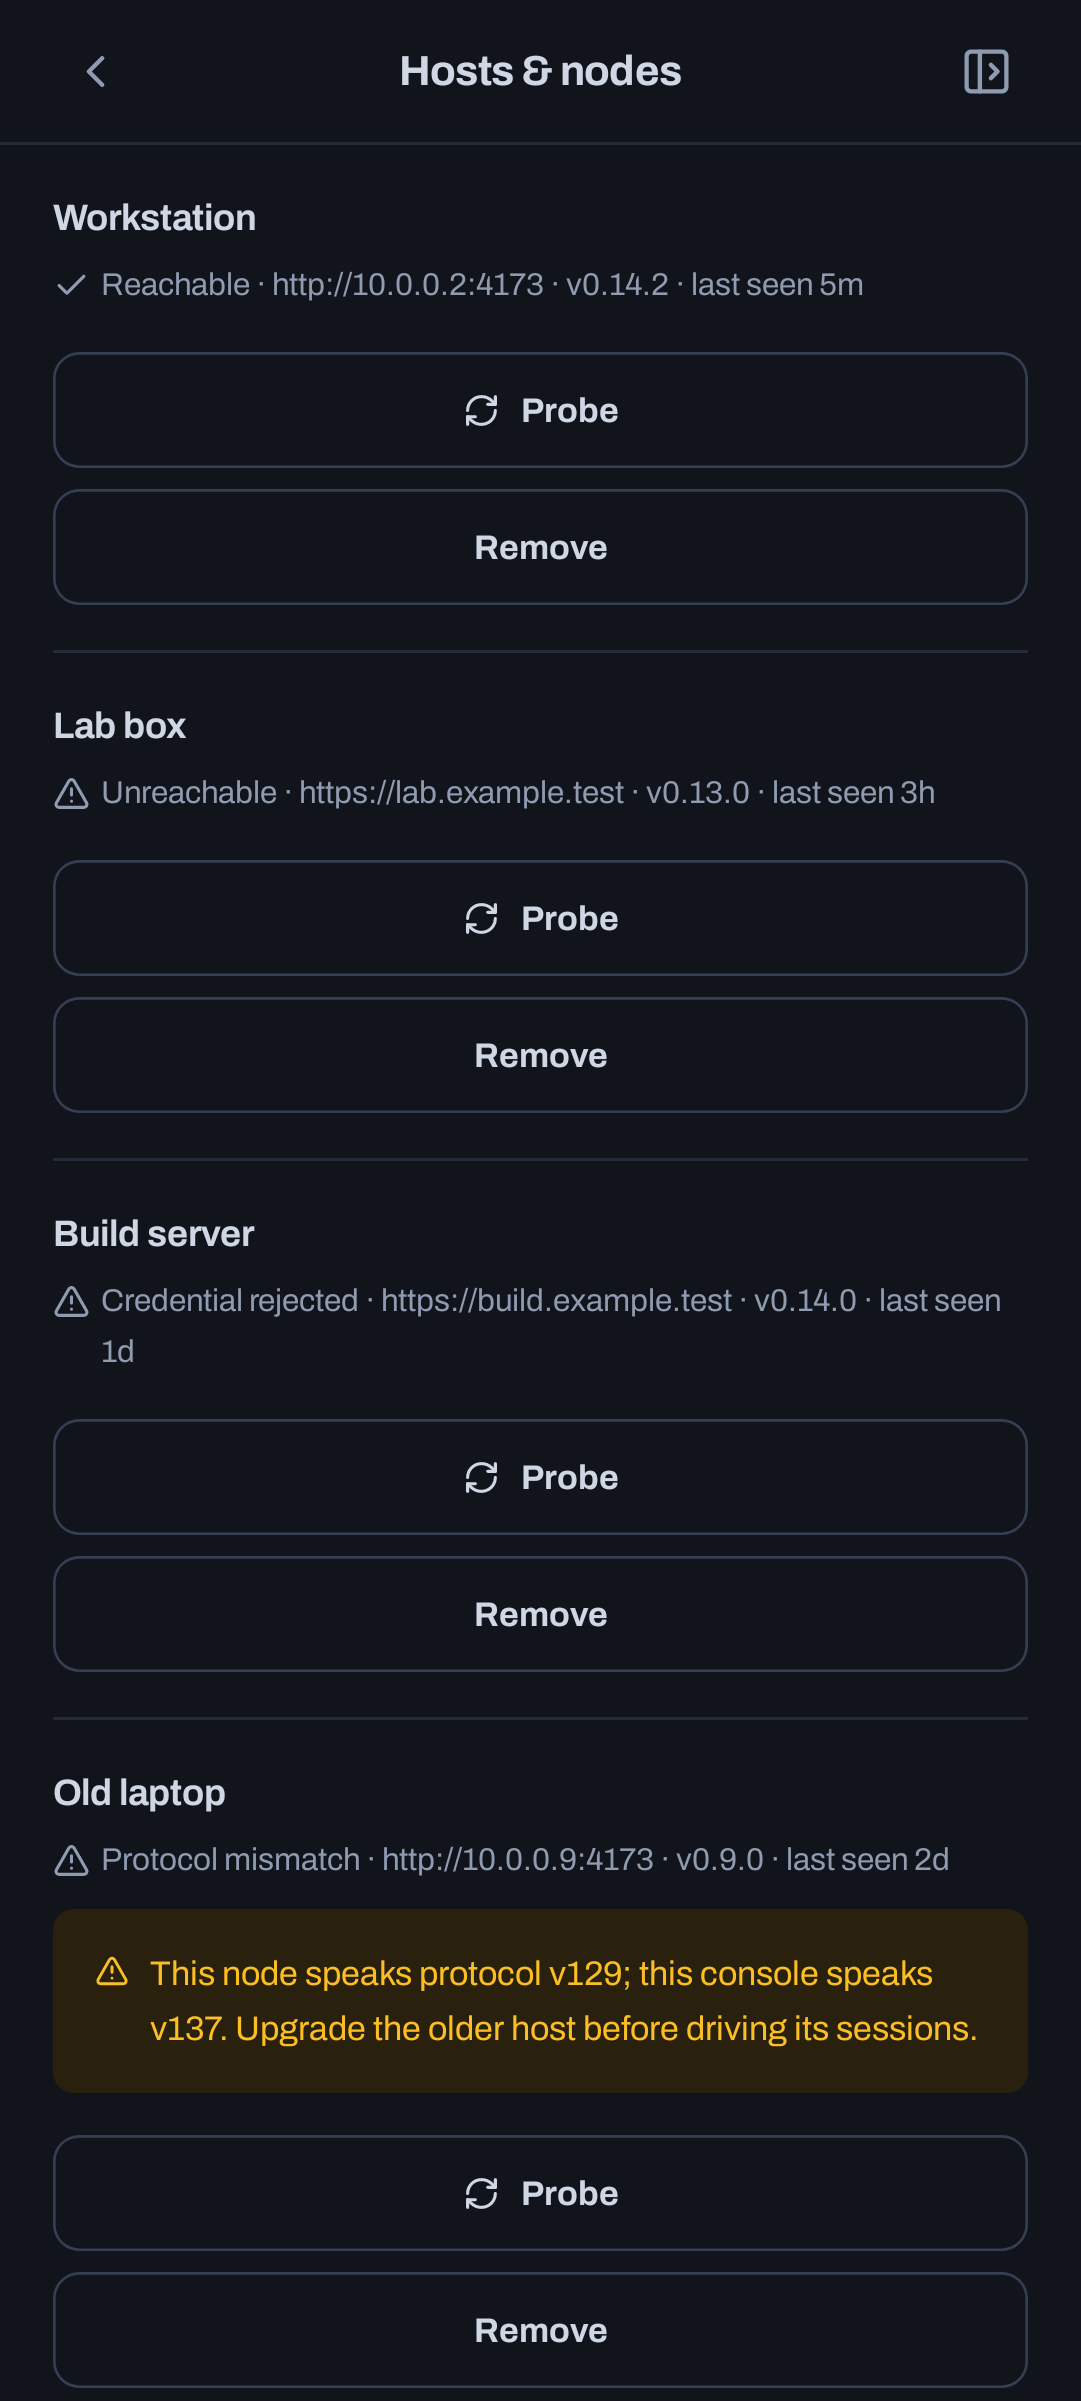 Hosts & nodes
Workstation
Reachable · http://10.0.0.2:4173 · v0.14.2 · last seen 5m
Probe
Remove
Lab box
Unreachable · https://lab.example.test · v0.13.0 · last seen 3h
Probe
Remove
Build server
Credential rejected · https://build.example.test · v0.14.0 · last seen
1d
Probe
Remove
Old laptop
Protocol mismatch · http://10.0.0.9:4173 · v0.9.0 · last seen 2d
This node speaks protocol v129; this console speaks
v137. Upgrade the older host before driving its sessions.
Probe
Remove